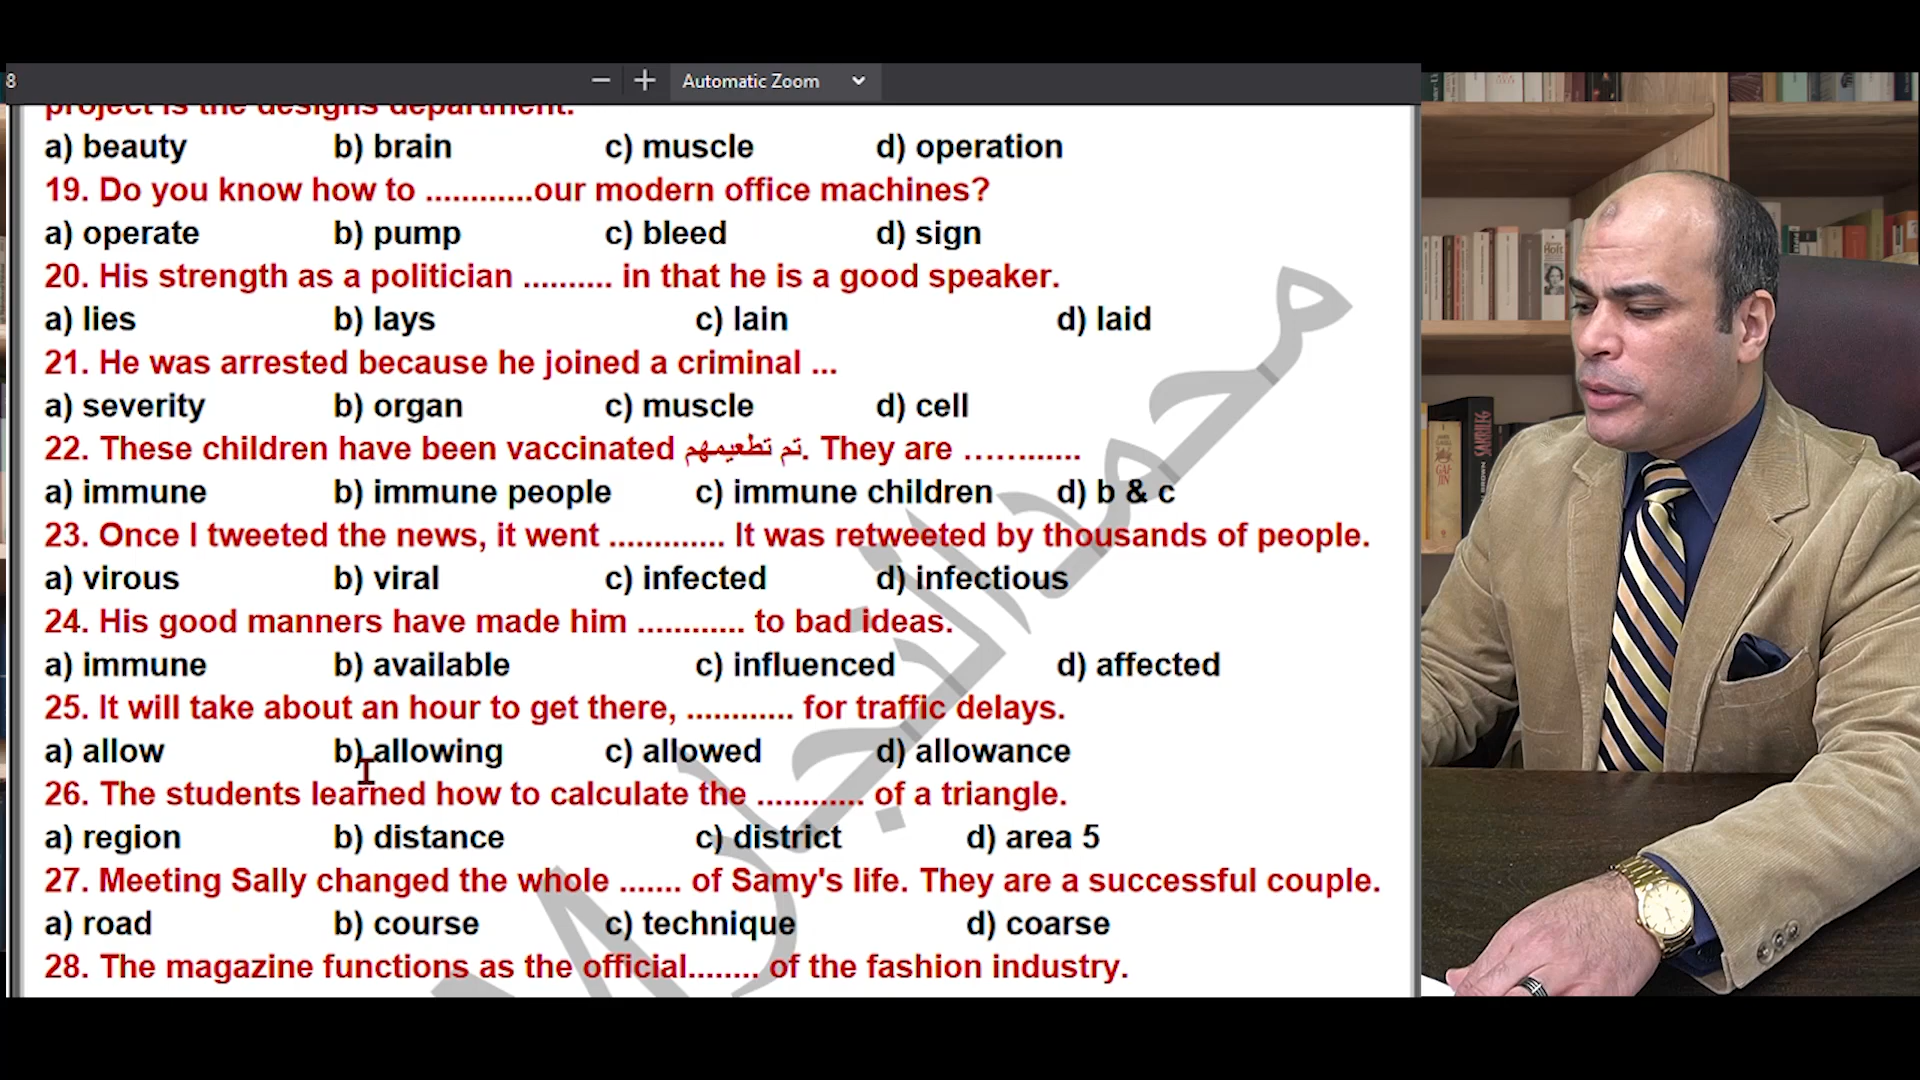 8
Automatic Zoom
project is the designs department.
a) beauty b) brain c) muscle d) operation
19. Do you know how to ............our modern office machines?
a) operate b) pump c) bleed d) sign
20. His strength as a politician .......... in that he is a good speaker.
a) lies b) lays c) lain d) laid
21. He was arrested because he joined a criminal ...
a) severity b) organ c) muscle d) cell
22. These children have been vaccinated تم تطعيمهم. They are ............
a) immune b) immune people c) immune children d) b & c
23. Once I tweeted the news, it went ............. It was retweeted by thousands of people.
a) virous b) viral c) infected d) infectious
24. His good manners have made him ............ to bad ideas.
a) immune b) available c) influenced d) affected
25. It will take about an hour to get there, ............ for traffic delays.
a) allow b) allowing c) allowed d) allowance
26. The students learned how to calculate the ............ of a triangle.
a) region b) distance c) district d) area 5
27. Meeting Sally changed the whole ....... of Samy's life. They are a successful couple.
a) road b) course c) technique d) coarse
28. The magazine functions as the official........ of the fashion industry.
محمد النجار